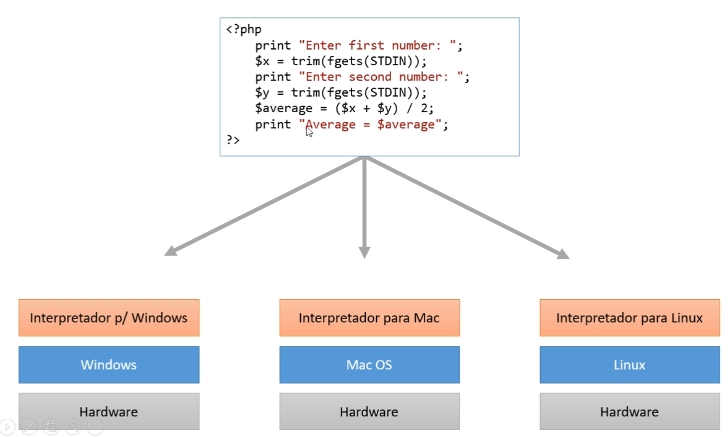 <?php
print "Enter first number: ";
$x = trim(fgets(STDIN));
print "Enter second number: ";
$y = trim(fgets(STDIN));
$average = ($x + $y) / 2;
print "Average = $average";
?>
Interpretador p/ Windows
Interpretador para Mac
Interpretador para Linux
Windows
Mac OS
Linux
Hardware
Hardware
Hardware